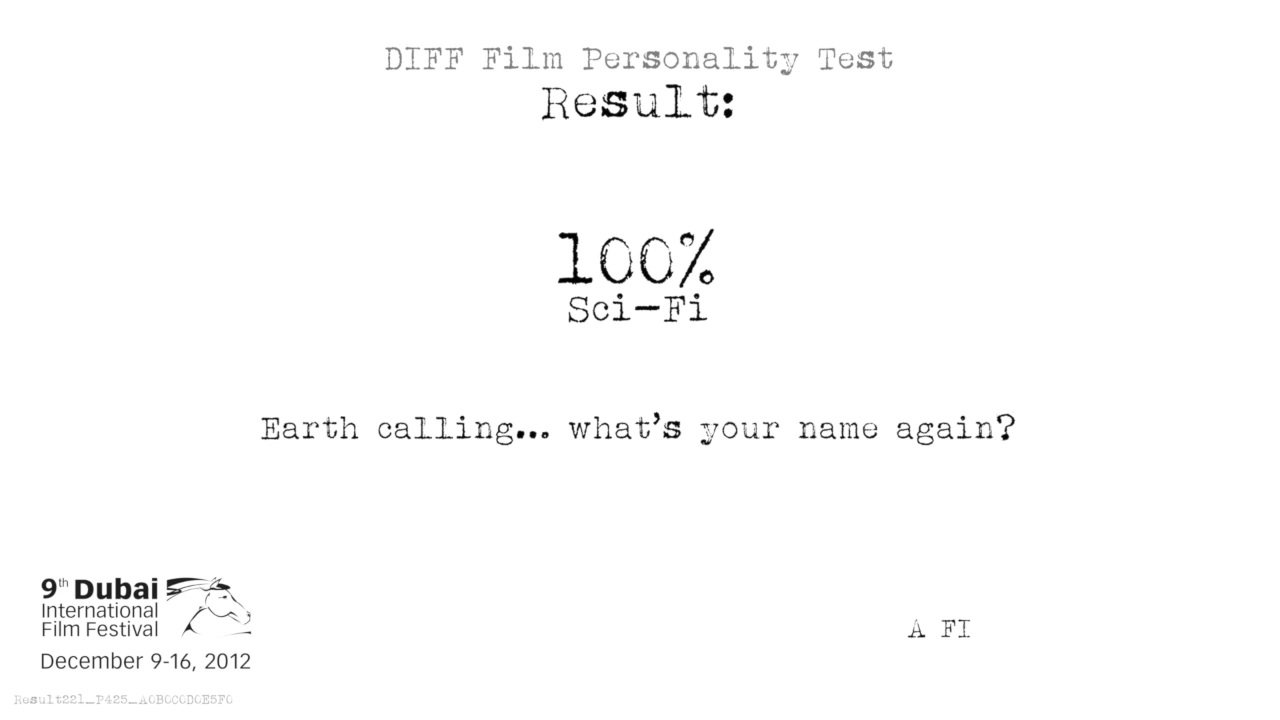 DIFF Film Personality Test
Result:
100%
Sci-Fi
Earth calling... what's your name again?
9th Dubai
International
Film Festival
December 9-16, 2012
A FI
Result221_P425_A0B0C0D0E5F0